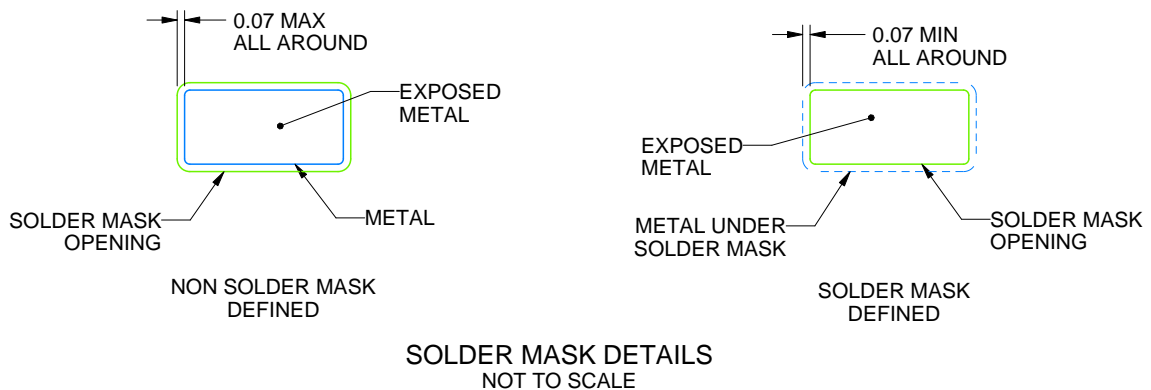 0.07 MAX
ALL AROUND
EXPOSED
METAL
SOLDER MASK
OPENING
METAL
NON SOLDER MASK
DEFINED
0.07 MIN
ALL AROUND
EXPOSED
METAL
METAL UNDER
SOLDER MASK
SOLDER MASK
OPENING
SOLDER MASK
DEFINED
SOLDER MASK DETAILS
NOT TO SCALE